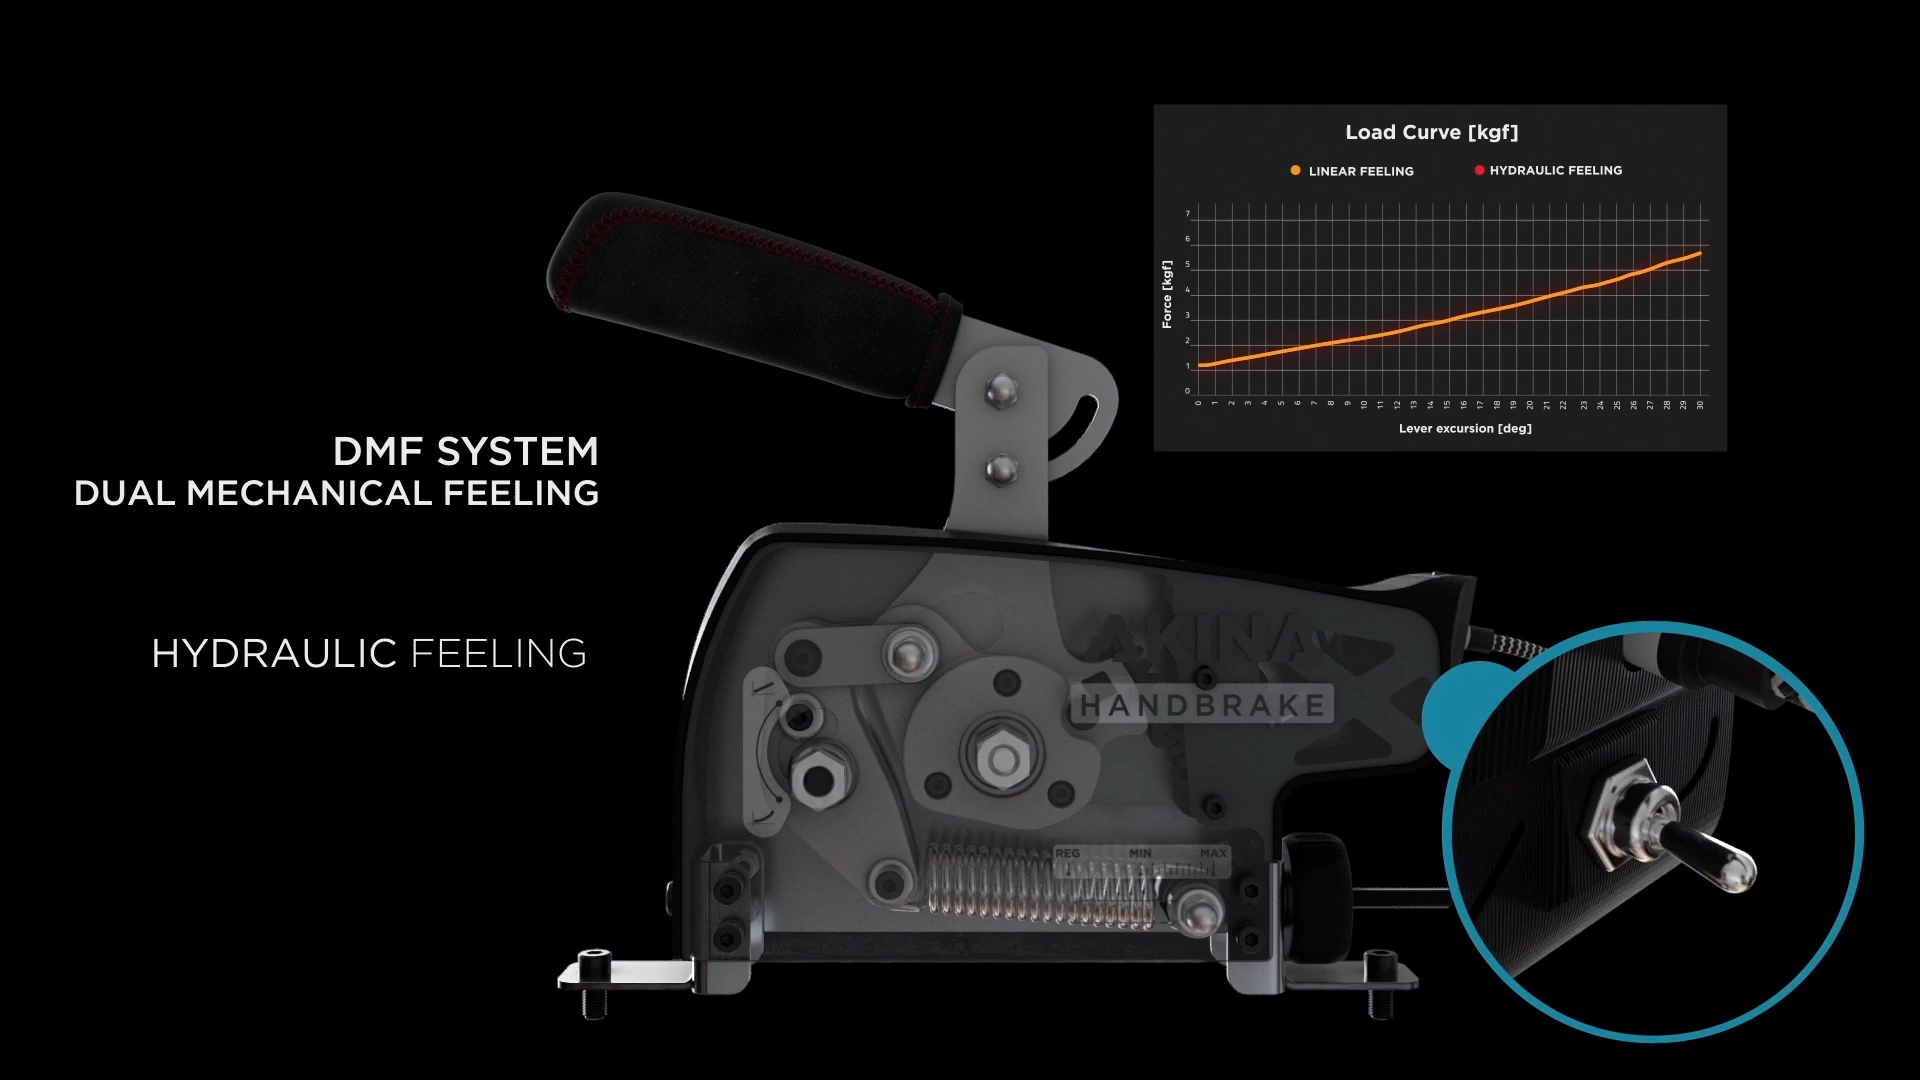 Load Curve [kgf]
LINEAR FEELING
HYDRAULIC FEELING
7
6
5
4
3
2
1
0
Force [kgf]
0 1 2 3 4 5 6 7 8 9 10 11 12 13 14 15 16 17 18 19 20 21 22 23 24 25 26 27 28 29 30
Lever excursion [deg]
DMF SYSTEM
DUAL MECHANICAL FEELING
HYDRAULIC FEELING
AKINA
HANDBRAKE
REG MIN MAX